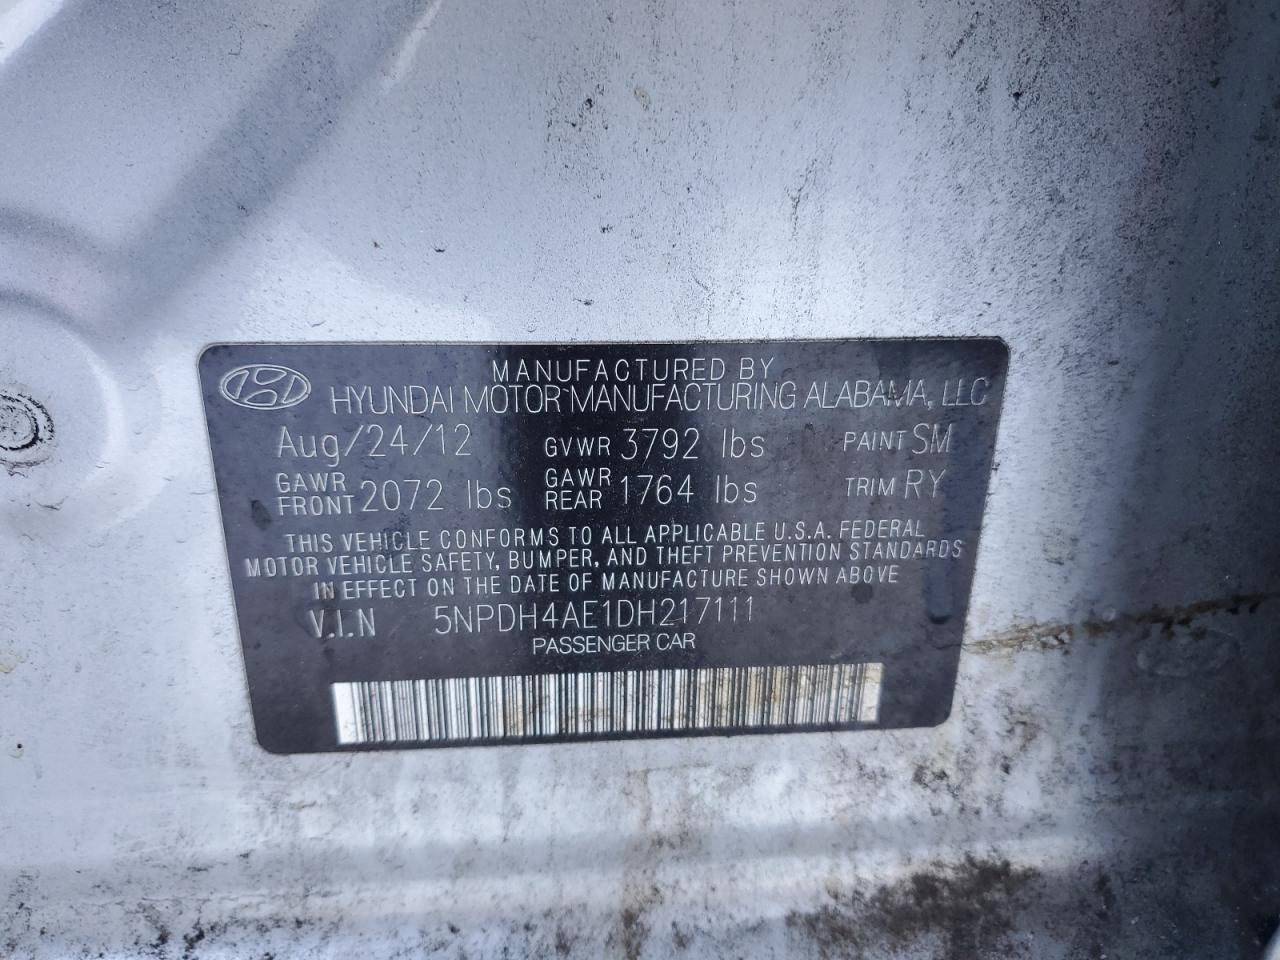 MANUFACTURED BY
HYUNDAI MOTOR MANUFACTURING ALABAMA, LLC
Aug/24/12 GVWR 3792 lbs PAINT SM
GAWR FRONT 2072 lbs GAWR REAR 1764 lbs TRIM RY
THIS VEHICLE CONFORMS TO ALL APPLICABLE U.S.A. FEDERAL
MOTOR VEHICLE SAFETY, BUMPER, AND THEFT PREVENTION STANDARDS
IN EFFECT ON THE DATE OF MANUFACTURE SHOWN ABOVE
V.I.N 5NPDH4AE1DH217111
PASSENGER CAR